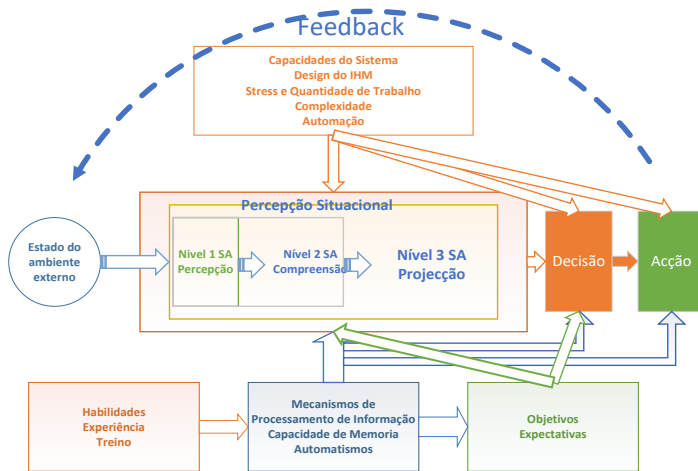 Feedback
Capacidades do Sistema
Design do IHM
Stress e Quantidade de Trabalho
Complexidade
Automação
Percepção Situacional
Estado do
ambiente
externo
Nível 1 SA
Percepção
Nível 2 SA
Compreensão
Nível 3 SA
Projecção
Decisão
Acção
Habilidades
Experiência
Treino
Mecanismos de
Processamento de Informação
Capacidade de Memoria
Automatismos
Objetivos
Expectativas